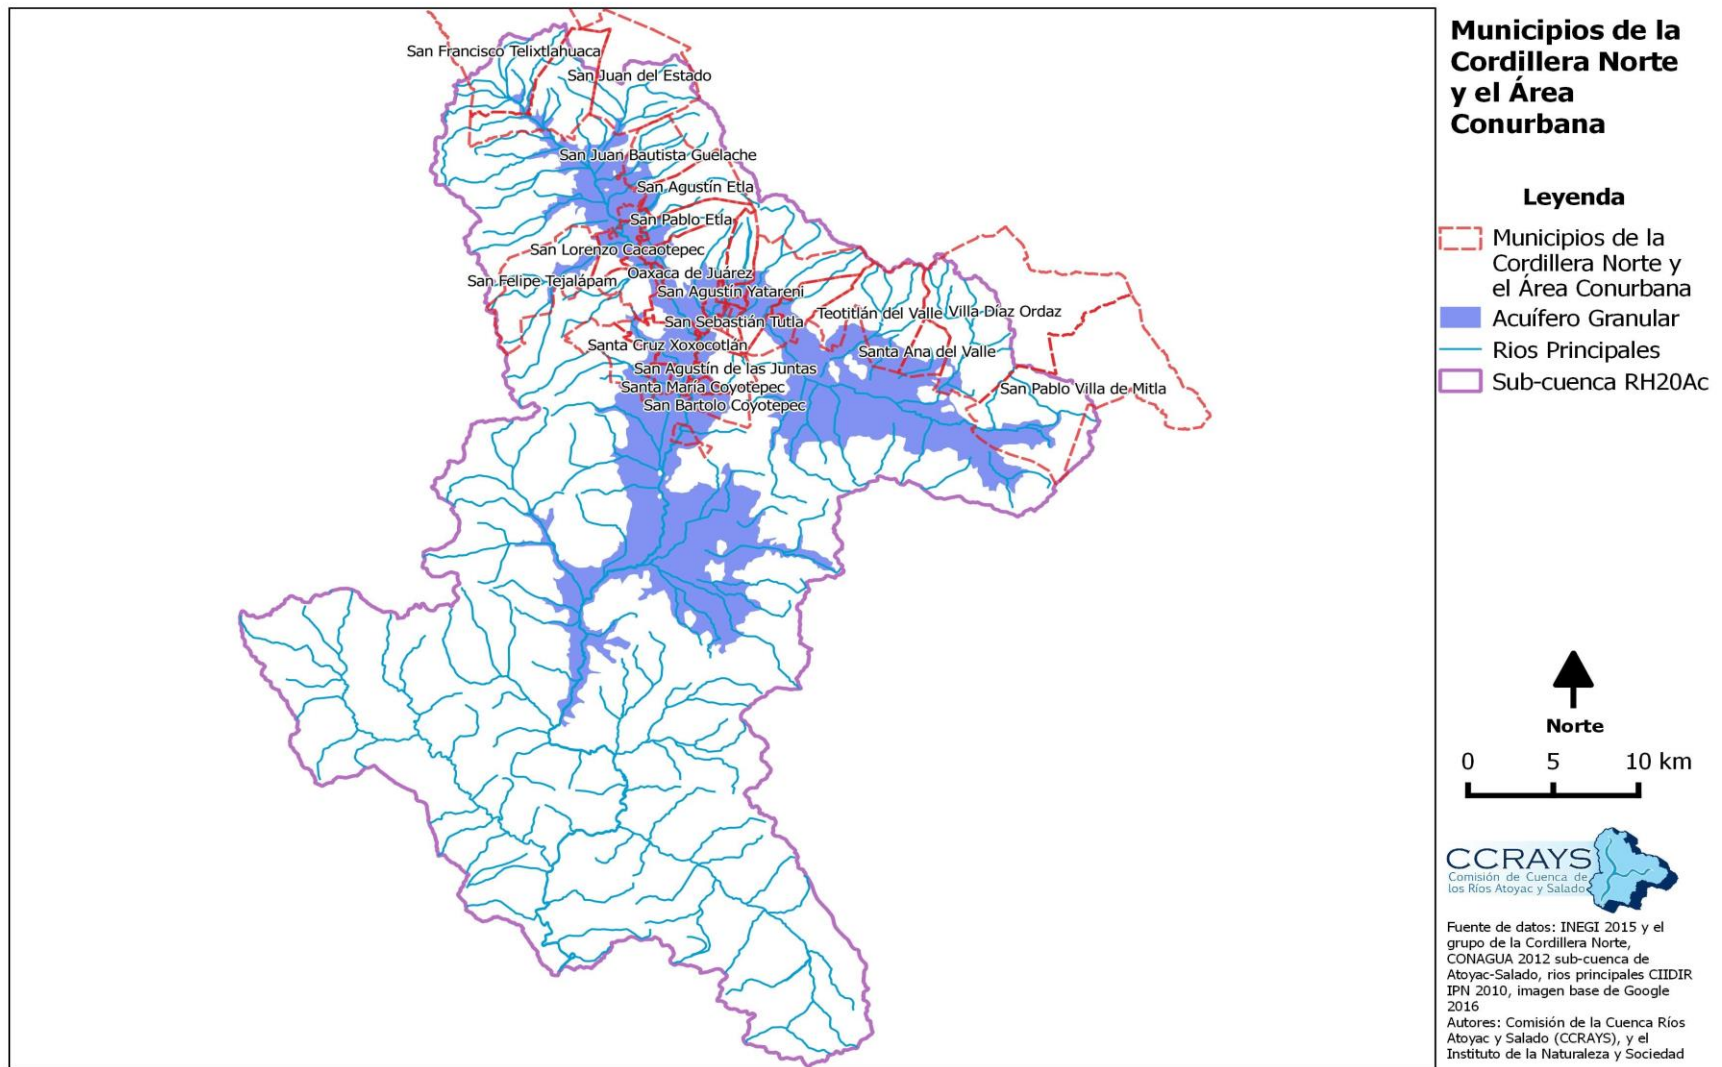 San Francisco Telixtlahuaca
San Juan del Estado
San Juan Bautista Guelache
San Agustín Etla
San Pablo Etla
San Lorenzo Cacaotepec
Oaxaca de Juárez
San Felipe Tejalápam
San Agustín Yatareni
Teotitlán del Valle
Villa Díaz Ordaz
San Sebastián Tutla
Santa Cruz Xoxocotlán
Santa Ana del Valle
San Agustín de las Juntas
Santa María Coyotepec
San Pablo Villa de Mitla
San Bartolo Coyotepec
Municipios de la
Cordillera Norte
y el Área
Conurbana
Leyenda
Municipios de la
Cordillera Norte y
el Área Conurbana
Acuífero Granular
Rios Principales
Sub-cuenca RH20Ac
Norte
0 5 10 km
CCRAYS
Comisión de Cuenca de
los Ríos Atoyac y Salado
Fuente de datos: INEGI 2015 y el
grupo de la Cordillera Norte,
CONAGUA 2012 sub-cuenca de
Atoyac-Salado, rios principales CIIDIR
IPN 2010, imagen base de Google
2016
Autores: Comisión de la Cuenca Ríos
Atoyac y Salado (CCRAYS), y el
Instituto de la Naturaleza y Sociedad